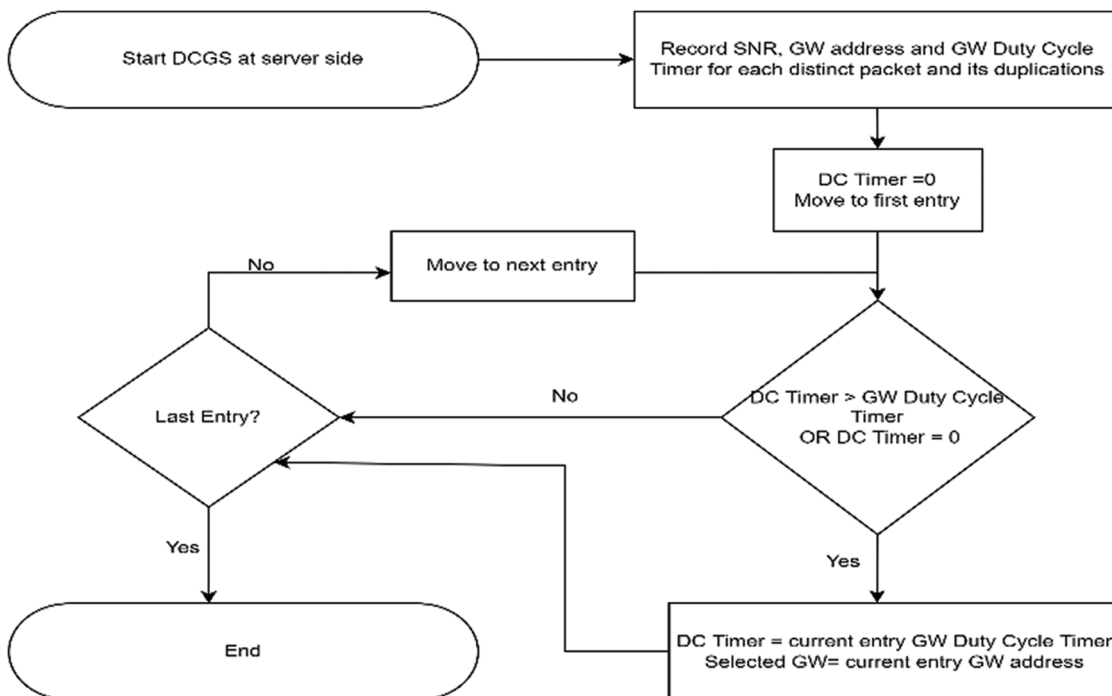 Start DCGS at server side
Record SNR, GW address and GW Duty Cycle
Timer for each distinct packet and its duplications
DC Timer =0
Move to first entry
No
Move to next entry
Last Entry?
No
DC Timer > GW Duty Cycle
Timer
OR DC Timer = 0
Yes
Yes
End
DC Timer = current entry GW Duty Cycle Timer
Selected GW= current entry GW address